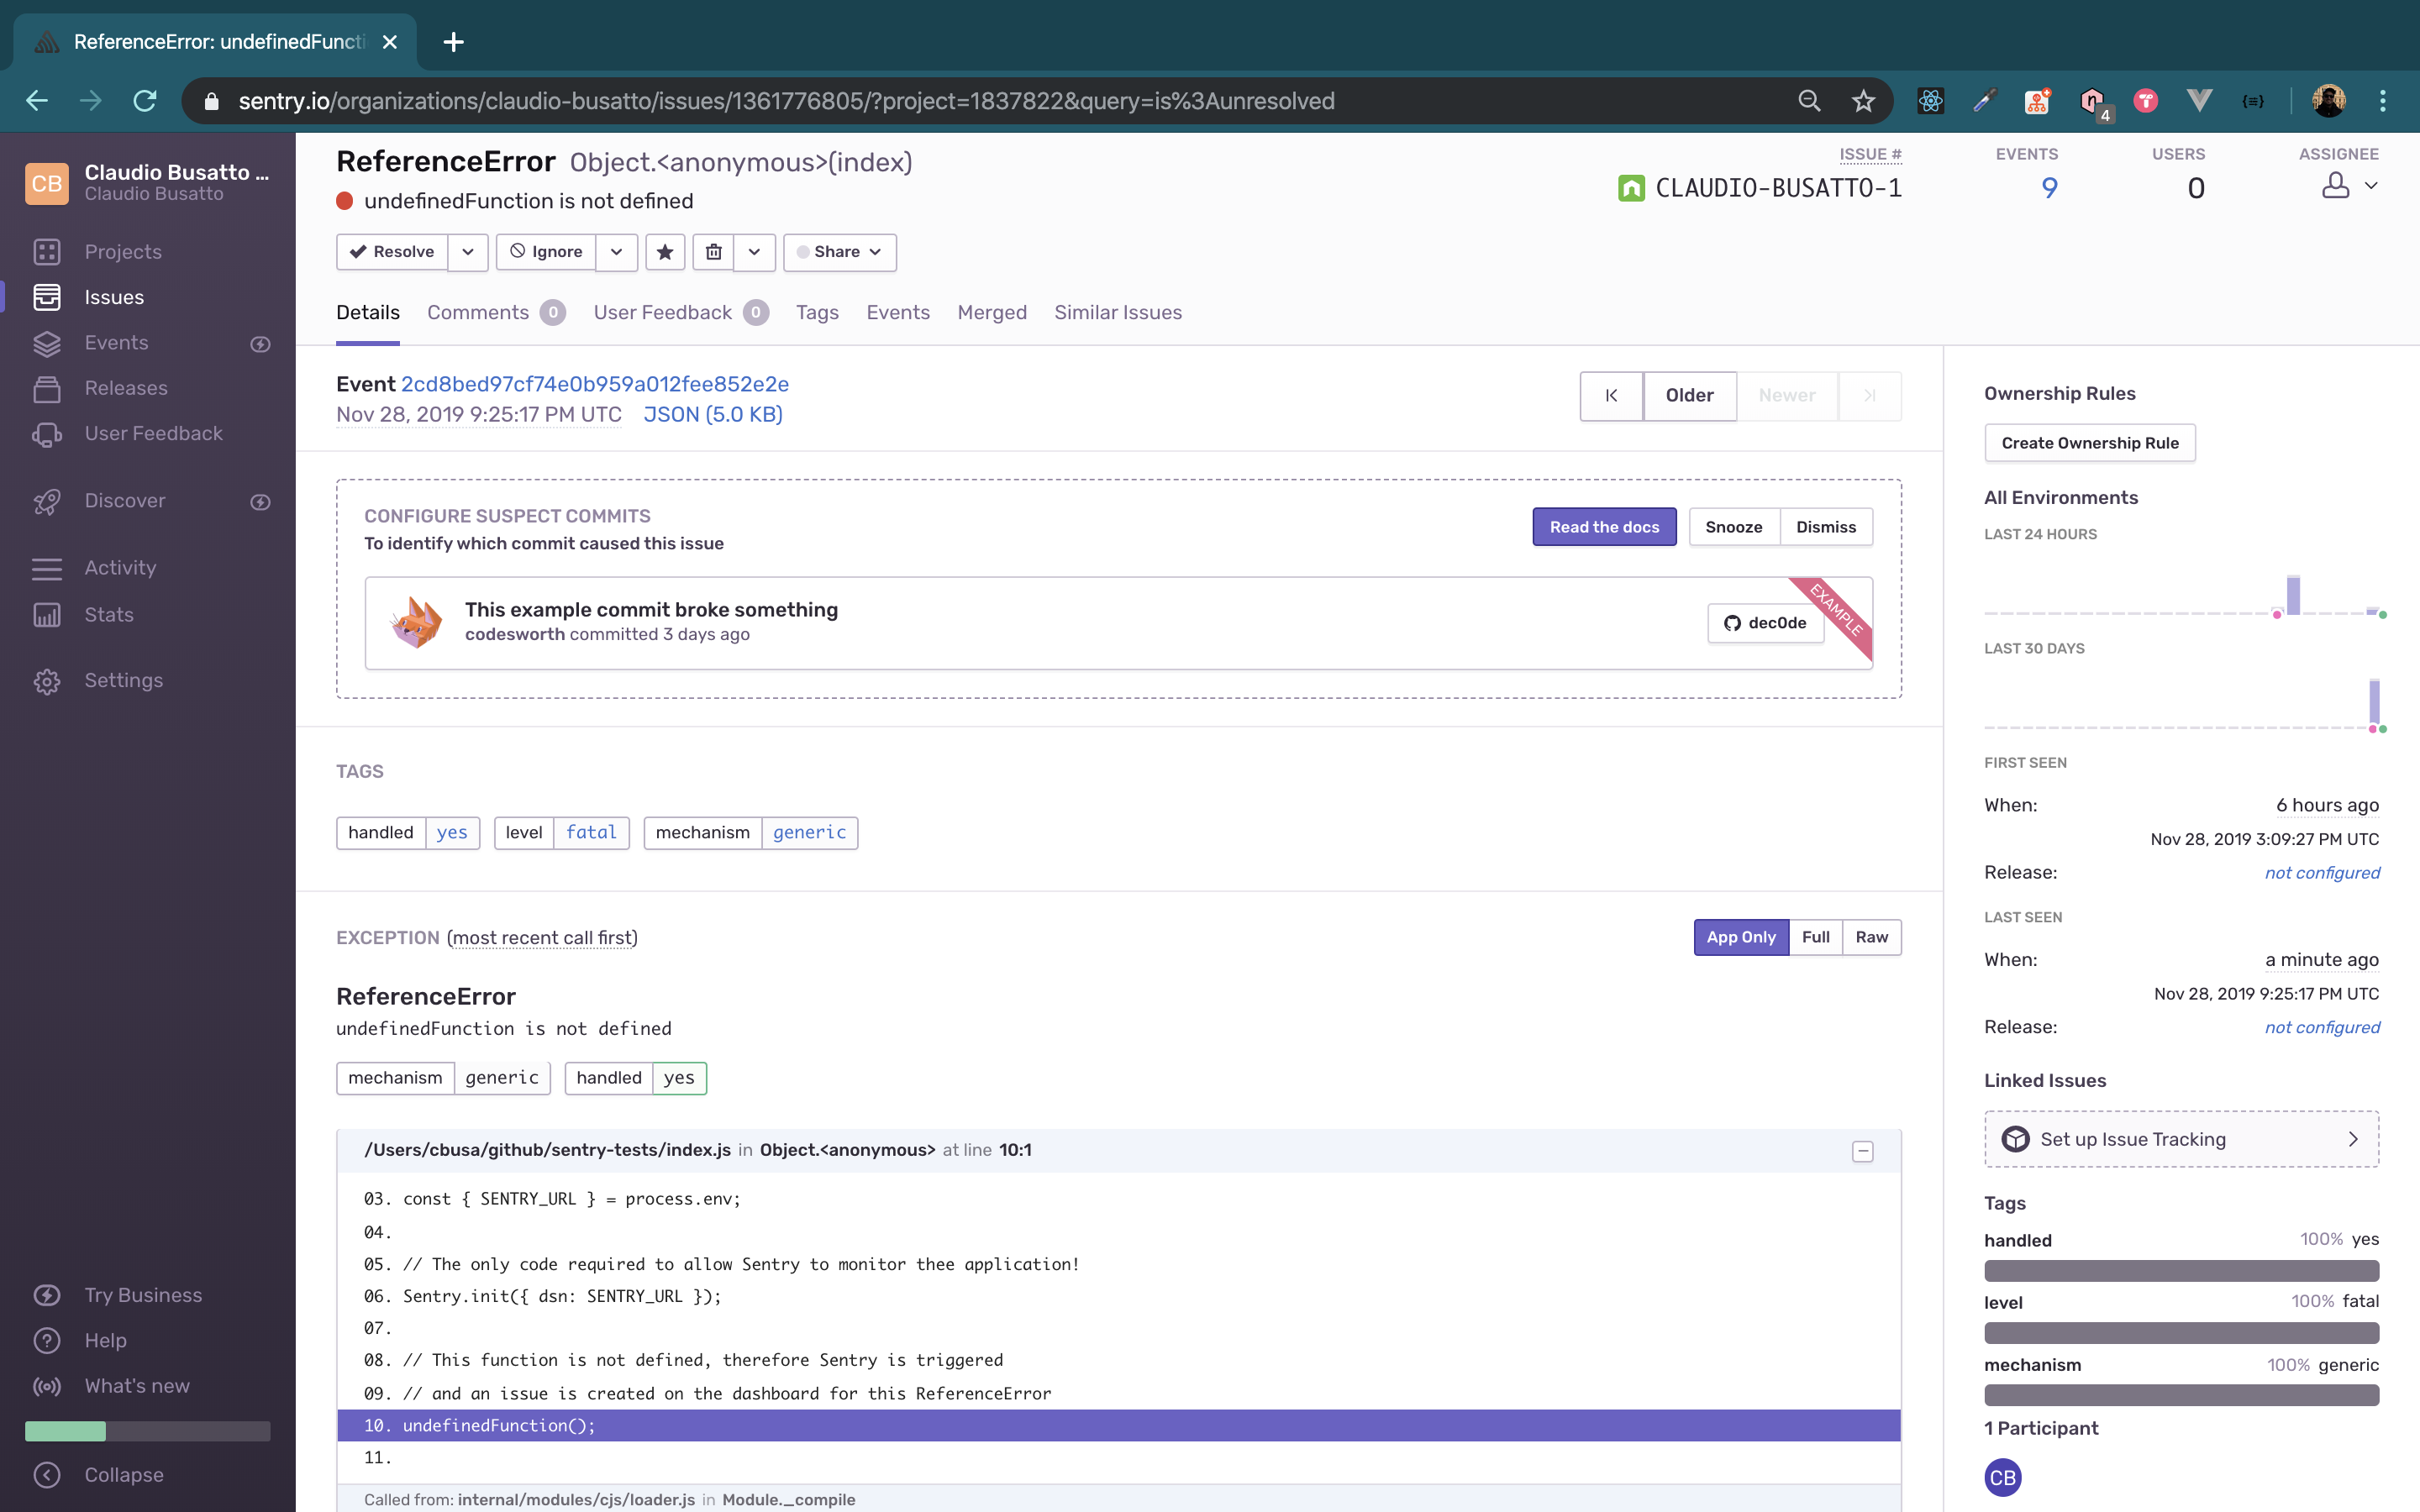 ReferenceError: undefinedFuncti
sentry.io/organizations/claudio-busatto/issues/1361776805/?project=1837822&query=is%3Aunresolved
4
CB
Claudio Busatto ...
Claudio Busatto
Projects
Issues
Events
Releases
User Feedback
Discover
Activity
Stats
Settings
Try Business
Help
What's new
Collapse
ReferenceError Object.<anonymous>(index)
undefinedFunction is not defined
ISSUE #
CLAUDIO-BUSATTO-1
EVENTS
9
USERS
0
ASSIGNEE
Resolve
Ignore
Share
Details
Comments 0
User Feedback 0
Tags
Events
Merged
Similar Issues
Event 2cd8bed97cf74e0b959a012fee852e2e
Nov 28, 2019 9:25:17 PM UTC JSON (5.0 KB)
Older
Newer
CONFIGURE SUSPECT COMMITS
To identify which commit caused this issue
Read the docs
Snooze
Dismiss
This example commit broke something
codesworth committed 3 days ago
dec0de
EXAMPLE
TAGS
handled yes
level fatal
mechanism generic
EXCEPTION (most recent call first)
App Only
Full
Raw
ReferenceError
undefinedFunction is not defined
mechanism generic
handled yes
/Users/cbusa/github/sentry-tests/index.js in Object.<anonymous> at line 10:1
03. const { SENTRY_URL } = process.env;
04.
05. // The only code required to allow Sentry to monitor thee application!
06. Sentry.init({ dsn: SENTRY_URL });
07.
08. // This function is not defined, therefore Sentry is triggered
09. // and an issue is created on the dashboard for this ReferenceError
10. undefinedFunction();
11.
Called from: internal/modules/cjs/loader.js in Module._compile
Ownership Rules
Create Ownership Rule
All Environments
LAST 24 HOURS
LAST 30 DAYS
FIRST SEEN
When: 6 hours ago
Nov 28, 2019 3:09:27 PM UTC
Release: not configured
LAST SEEN
When: a minute ago
Nov 28, 2019 9:25:17 PM UTC
Release: not configured
Linked Issues
Set up Issue Tracking
Tags
handled 100% yes
level 100% fatal
mechanism 100% generic
1 Participant
CB